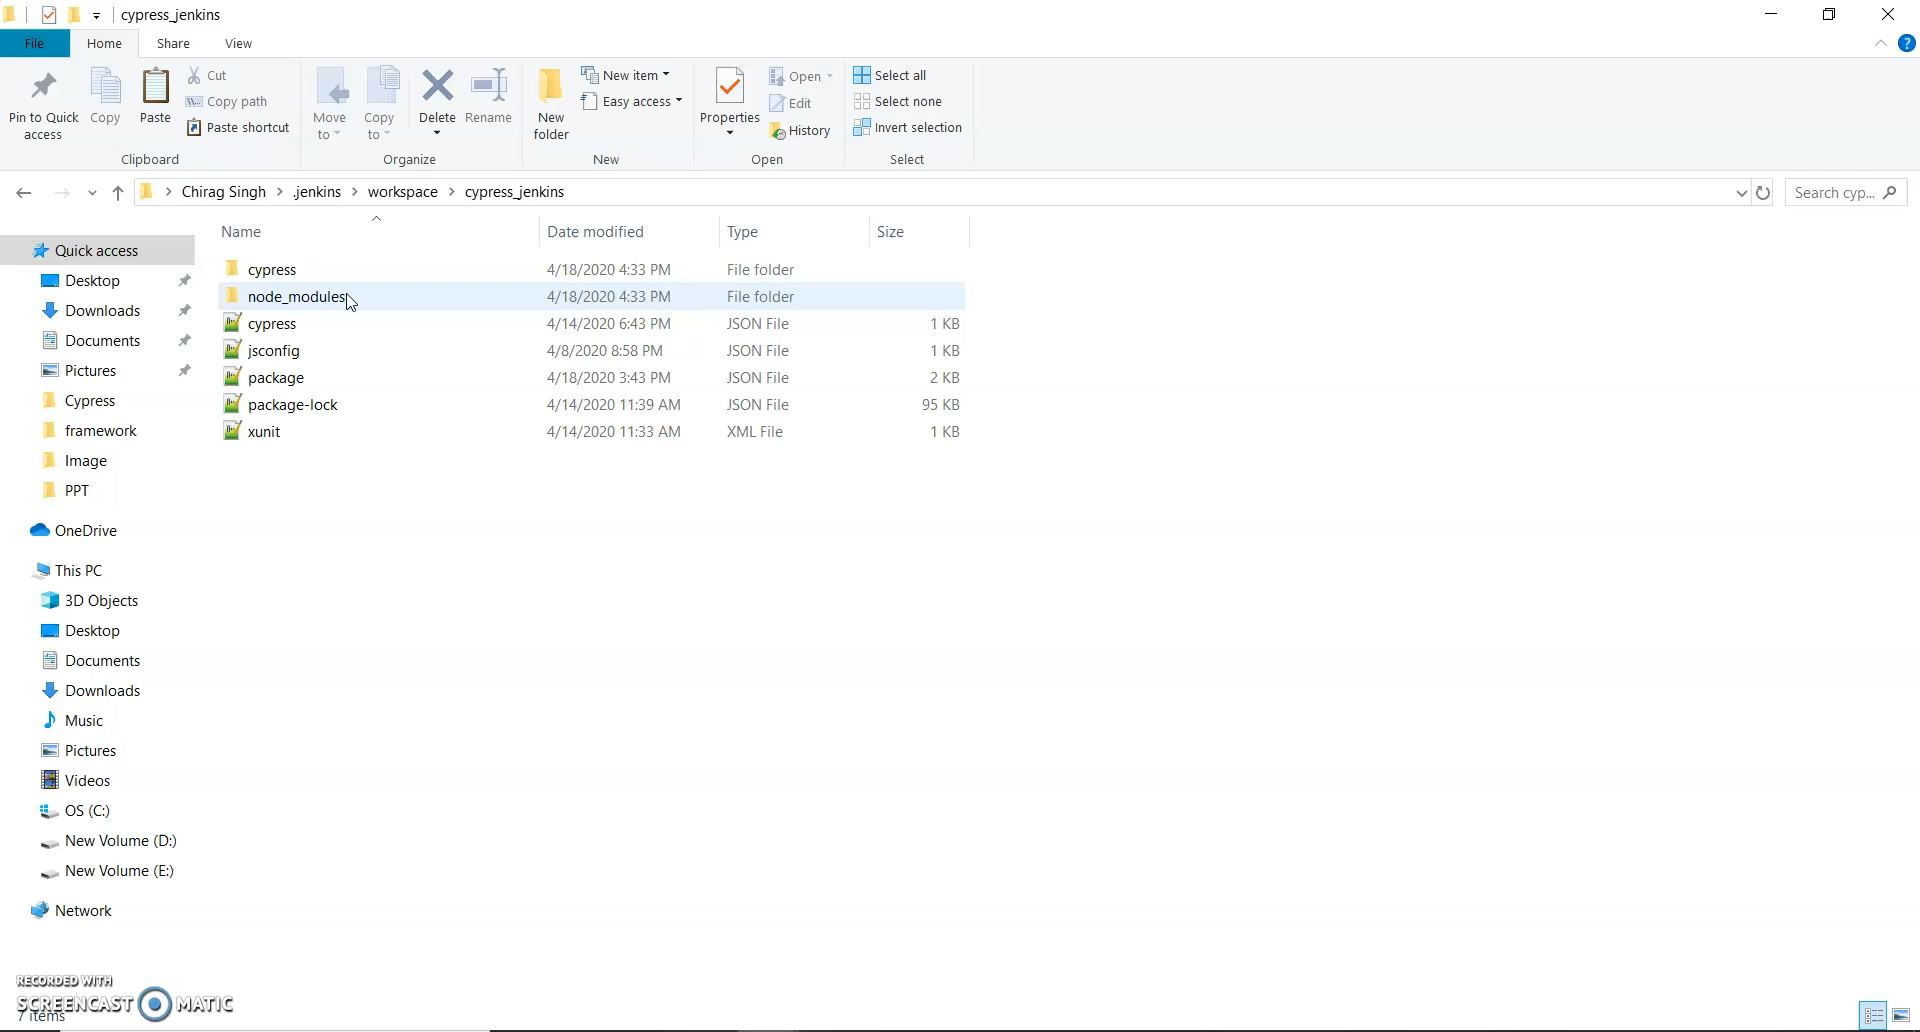 cypress_jenkins
File Home Share View
Pin to Quick access
Copy
Paste
Cut
Copy path
Paste shortcut
Clipboard
Move to
Copy to
Delete
Rename
Organize
New folder
New item
Easy access
New
Properties
Open
Edit
History
Open
Select all
Select none
Invert selection
Select
Chirag Singh > .jenkins > workspace > cypress_jenkins
Search cyp...
Name Date modified Type Size
cypress 4/18/2020 4:33 PM File folder
node_modules 4/18/2020 4:33 PM File folder
cypress 4/14/2020 6:43 PM JSON File 1 KB
jsconfig 4/8/2020 8:58 PM JSON File 1 KB
package 4/18/2020 3:43 PM JSON File 2 KB
package-lock 4/14/2020 11:39 AM JSON File 95 KB
xunit 4/14/2020 11:33 AM XML File 1 KB
Quick access
Desktop
Downloads
Documents
Pictures
Cypress
framework
Image
PPT
OneDrive
This PC
3D Objects
Desktop
Documents
Downloads
Music
Pictures
Videos
OS (C:)
New Volume (D:)
New Volume (E:)
Network
RECORDED WITH
SCREENCAST MATIC
7 items